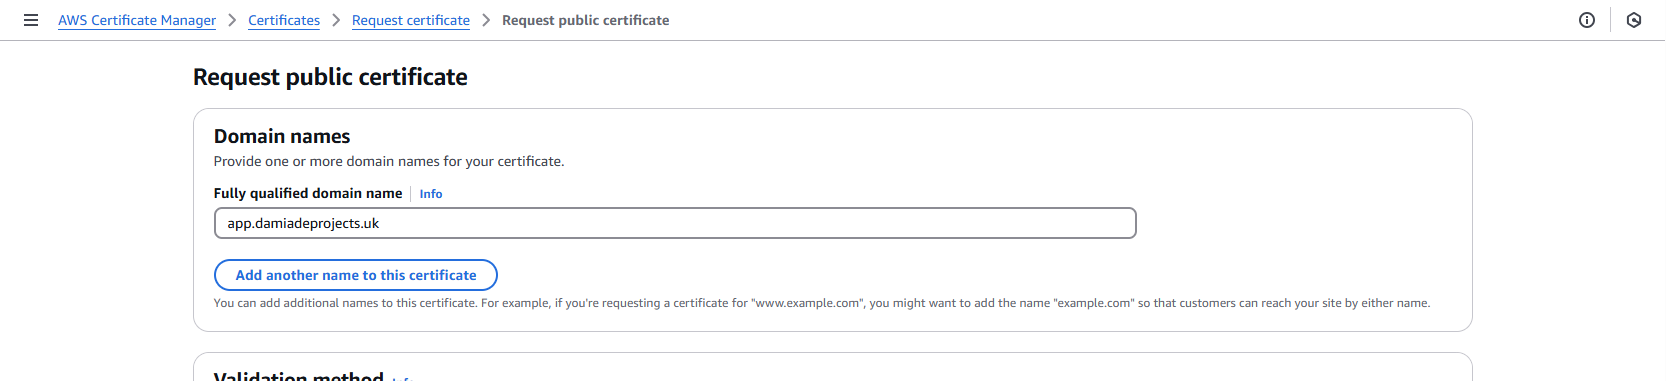 AWS Certificate Manager > Certificates > Request certificate > Request public certificate
Request public certificate
Domain names
Provide one or more domain names for your certificate.
Fully qualified domain name | Info
app.damiadeprojects.uk
Add another name to this certificate
You can add additional names to this certificate. For example, if you're requesting a certificate for "www.example.com", you might want to add the name "example.com" so that customers can reach your site by either name.
Validation method Info